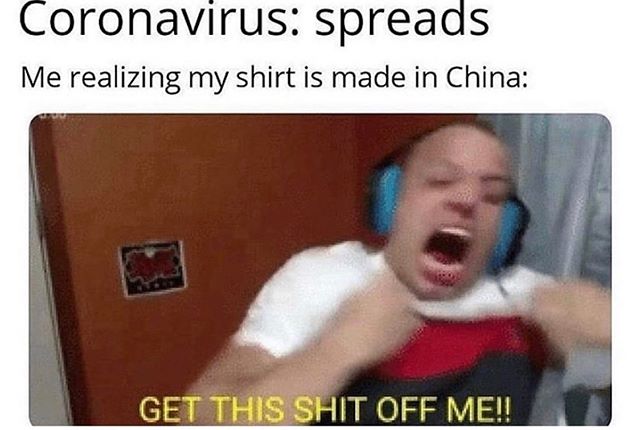 Coronavirus: spreads
Me realizing my shirt is made in China:
GET THIS SHIT OFF ME!!